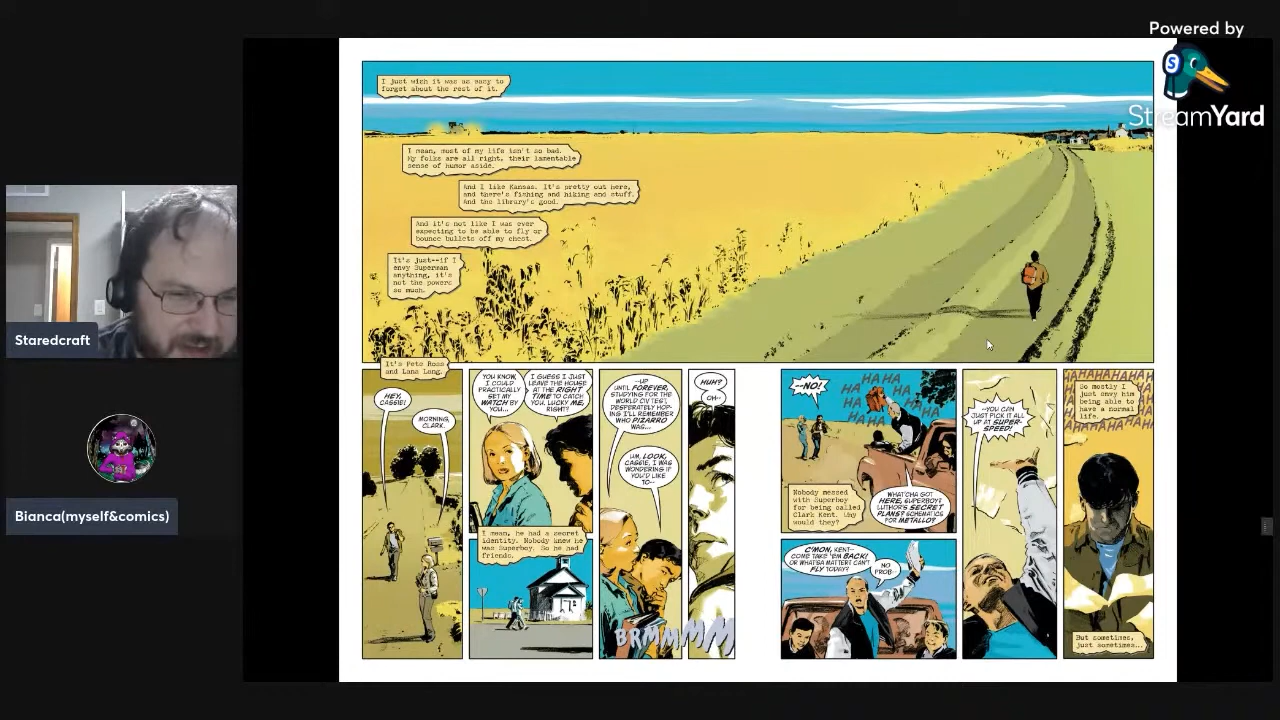 Powered by
StreamYard
Staredcraft
Bianca(myself&comics)
I just wish it was as easy to
forget about the rest of it.
I mean, most of my life isn't so bad.
My folks are all right, their lamentable
sense of humor aside.
And I like Kansas. It's pretty out here,
and there's fishing and hiking and stuff.
And the library's good.
And it's not like I was ever
expecting to be able to fly or
bounce bullets off my chest.
It's just--if I
envy Superman
anything, it's
not the powers
so much.
It's Pete Ross
and Lana Lang.
HEY,
CASSIE!
MORNING,
CLARK.
YOU KNOW,
I COULD
PRACTICALLY
SET MY
WATCH BY
YOU...
I GUESS I JUST
LEAVE THE HOUSE
AT THE RIGHT
TIME TO CATCH
YOU. LUCKY ME,
RIGHT?
I mean, he had a secret
identity. Nobody knew he
was Superboy. So he had
friends.
--UP
UNTIL FOREVER,
STUDYING FOR THE
WORLD CIV TEST,
DESPERATELY HOP-
ING I'LL REMEMBER
WHO PIZARRO
WAS...
UM, LOOK,
CASSIE, I WAS
WONDERING IF
YOU'D LIKE
TO--
BRMMMMM
HUH?
OH--
--NO!
HAHAHA
HA HA HA
HA HA HA
HA HA
Nobody messed
with Superboy
for being called
Clark Kent. Why
would they?
WHATCHA GOT
HERE, SUPERBOY?
LUTHOR'S SECRET
PLANS? SCHEMATICS
FOR METALLO?
C'MON, KENT--
COME TAKE 'EM BACK!
OR WHATSA MATTER? CAN'T
FLY TODAY?
NO
PROB--
--YOU CAN
JUST PICK IT ALL
UP AT SUPER-
SPEED!
HAHAHAHAHA
So mostly I
just envy him
being able to
have a normal
life.
But sometimes,
just sometimes...